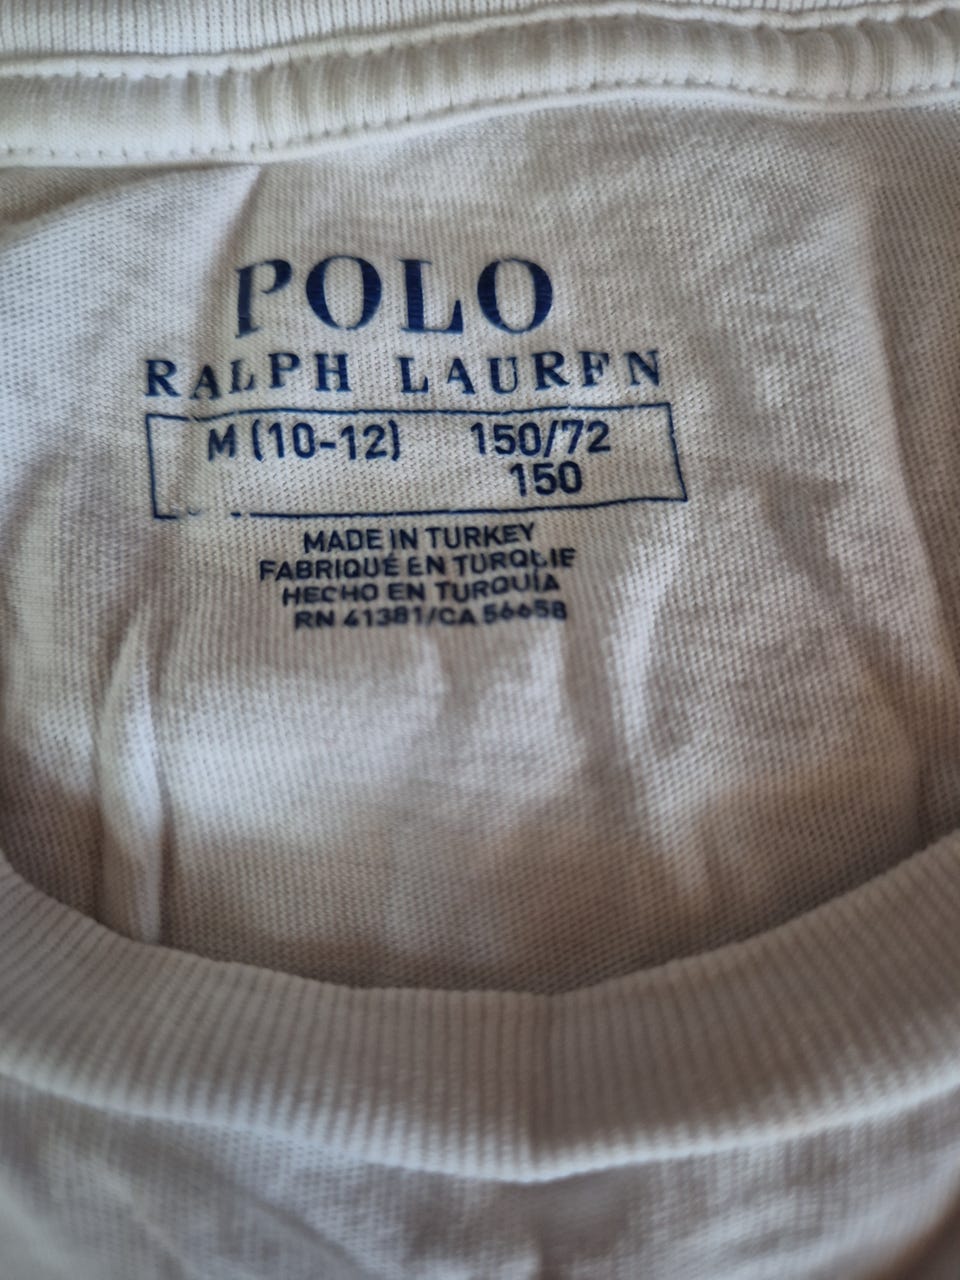 POLO
RALPH LAUREN
M (10-12) 150/72
150
MADE IN TURKEY
FABRIQUÉ EN TURQUIE
HECHO EN TURQUÍA
RN 41381/CA 56658